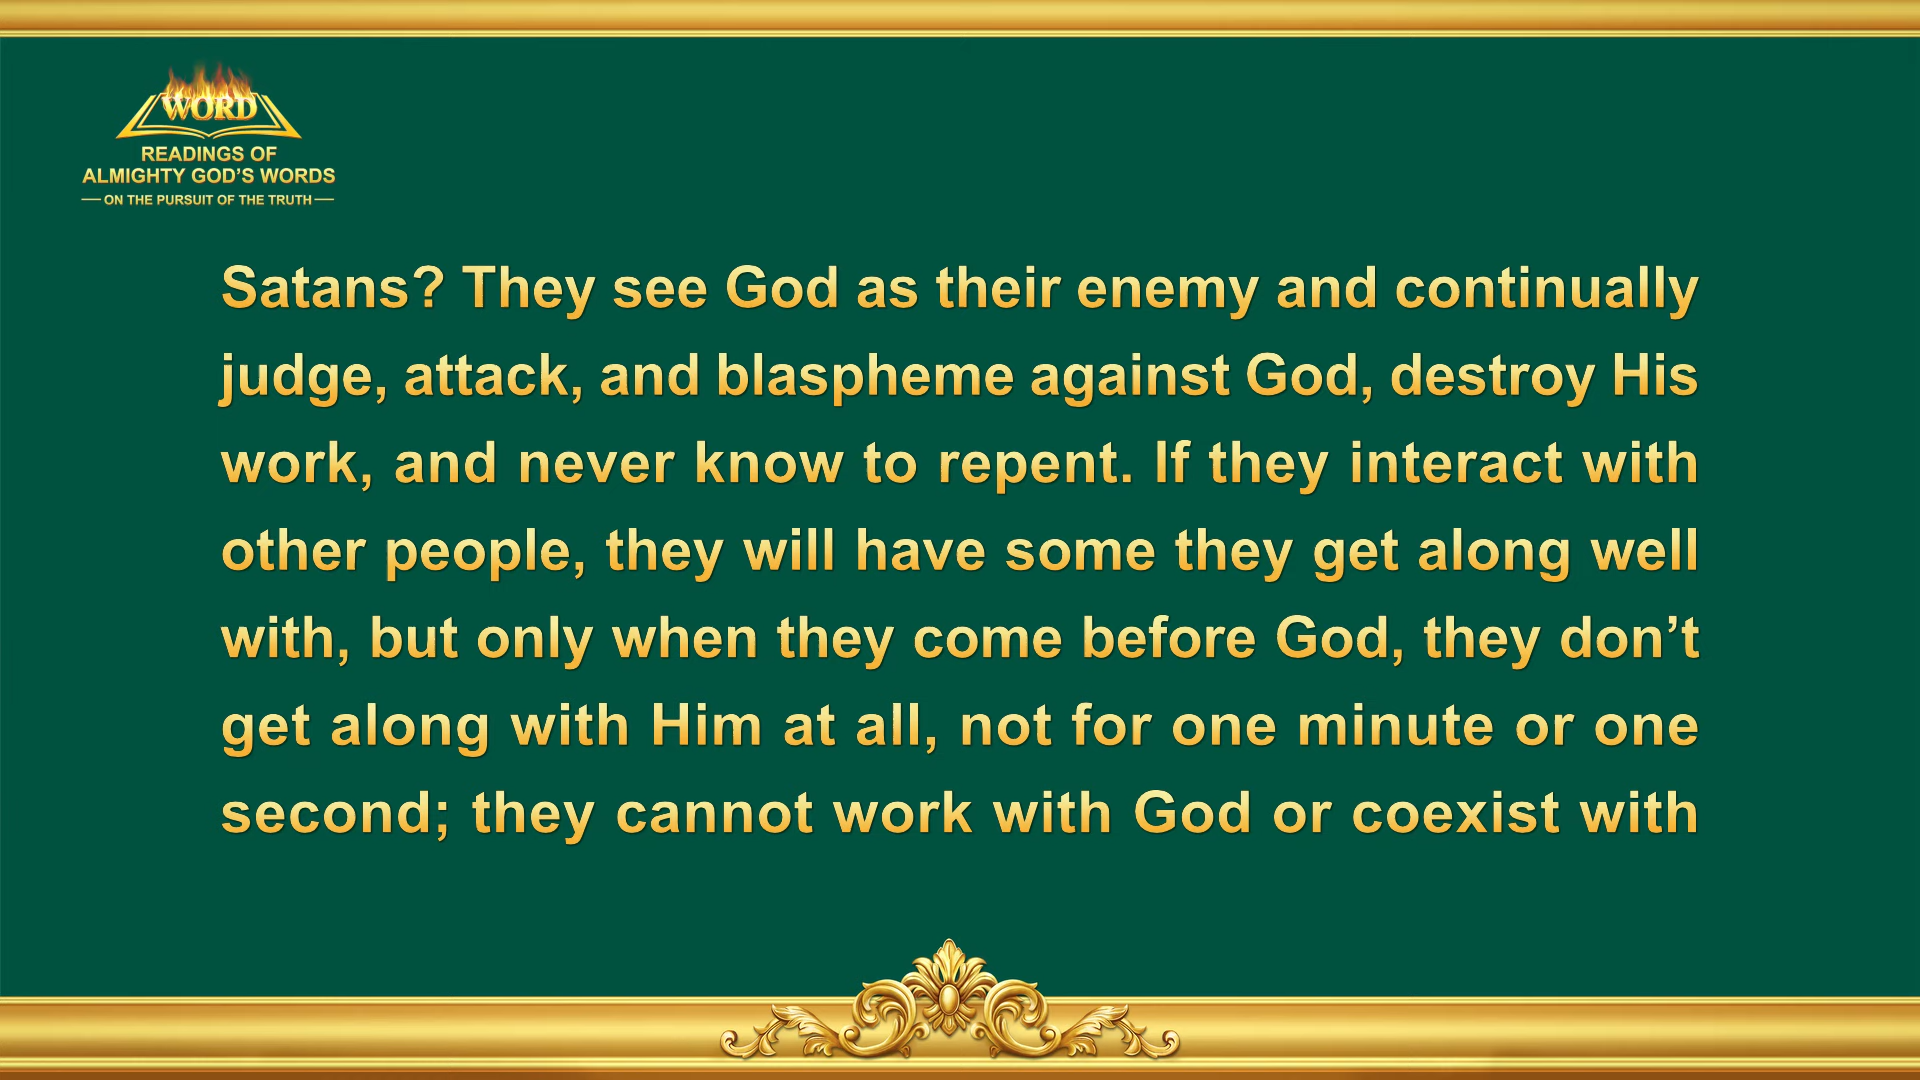 WORD
READINGS OF
ALMIGHTY GOD’S WORDS
ON THE PURSUIT OF THE TRUTH
Satans? They see God as their enemy and continually
judge, attack, and blaspheme against God, destroy His
work, and never know to repent. If they interact with
other people, they will have some they get along well
with, but only when they come before God, they don’t
get along with Him at all, not for one minute or one
second; they cannot work with God or coexist with